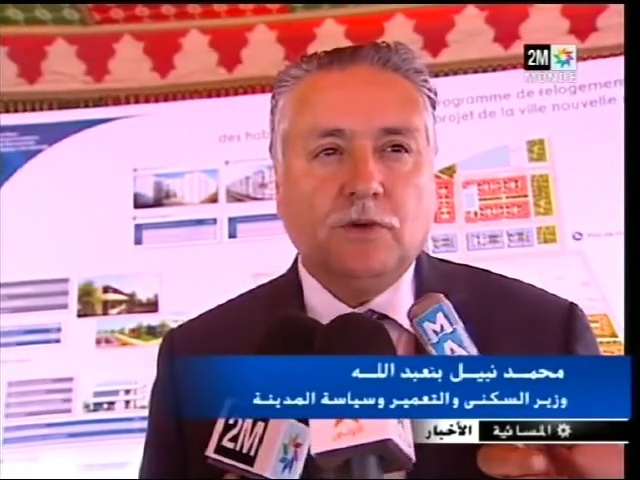 2M
MONDE
rogramme de relogement
des hab
projet de la ville nouvelle
محمد نبيل بنعبد الله
وزير السكنى والتعمير وسياسة المدينة
المسائية الأخبار
2M
MA